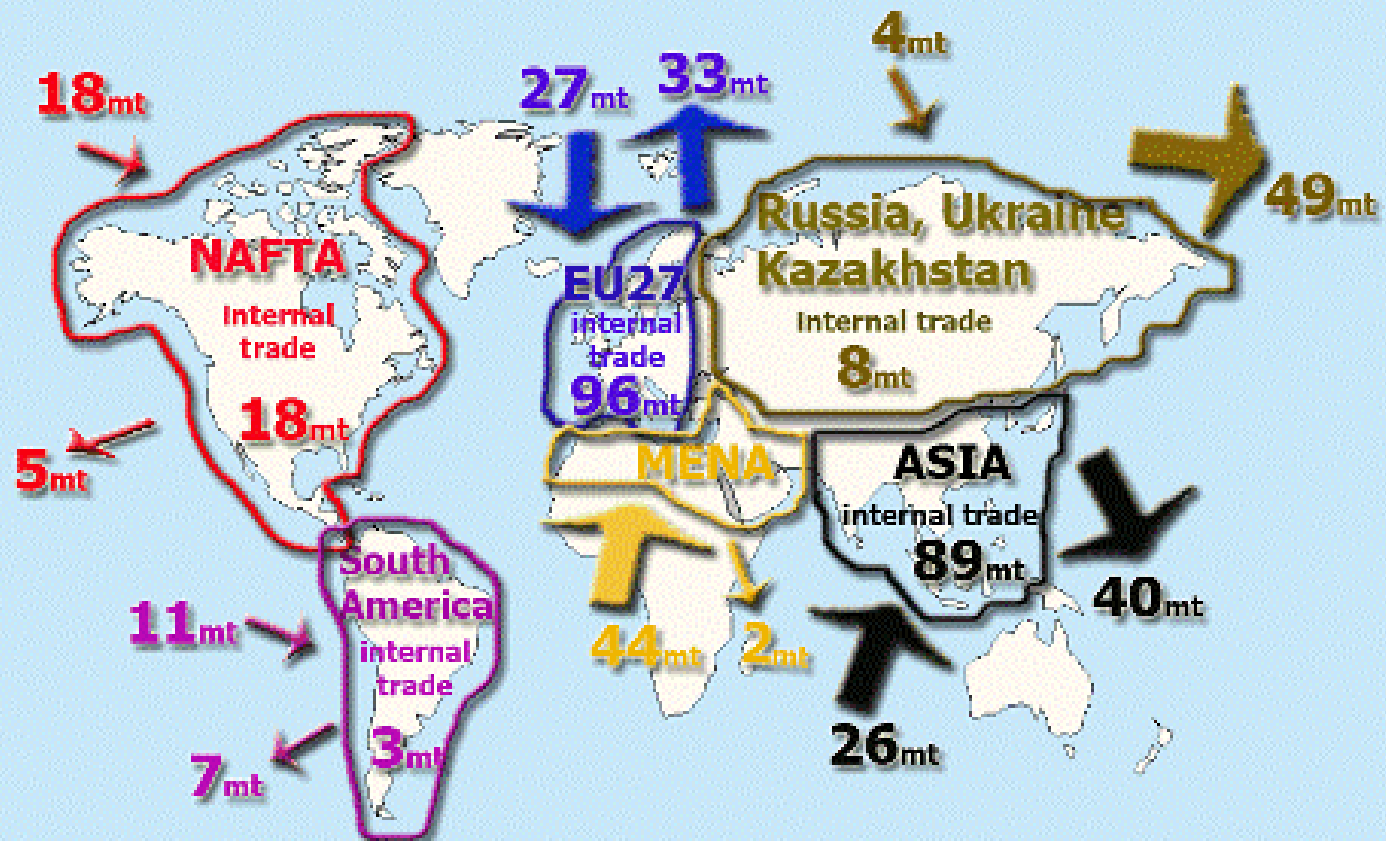 18mt
NAFTA
Internal
trade
18mt
5mt
27mt
33mt
EU27
internal
trade
96mt
4mt
49mt
Russia, Ukraine
Kazakhstan
Internal trade
8mt
MENA
44mt
2mt
ASIA
internal trade
89mt
40mt
26mt
South
America
internal
trade
3mt
11mt
7mt